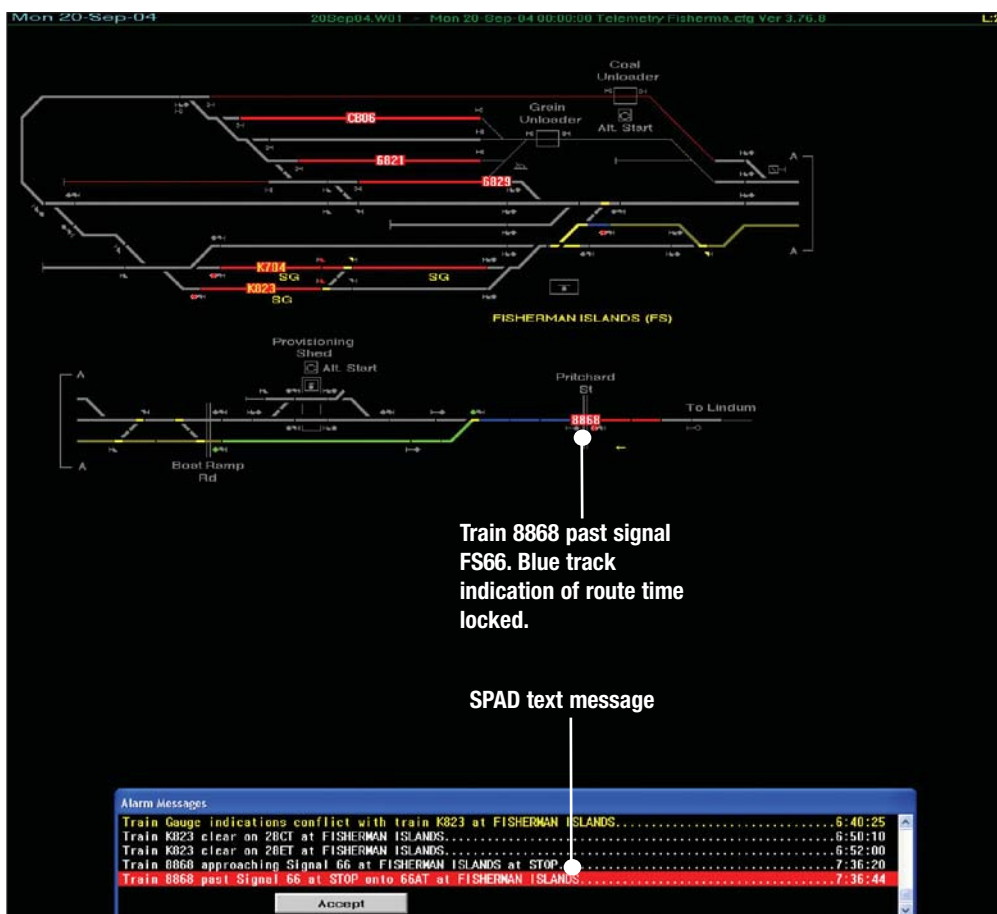 Mon 20-Sep-04
20Sep04.W01 - Mon 20-Sep-04 00:00:00 Telemetry Fisherma.cfg Ver 3.76.8
Coal
Unloader
Grain
Unloader
Alt. Start
CB06
6821
6829
A
A
K704
SG
SG
K823
SG
FISHERMAN ISLANDS (FS)
Provisioning
Shed
Alt. Start
A
Pritchard
St
To Lindum
8868
A
Boat Ramp
Rd
Train 8868 past signal
FS66. Blue track
indication of route time
locked.
SPAD text message
Alarm Messages
Train Gauge indications conflict with train K823 at FISHERMAN ISLANDS 6:40:25
Train K823 clear on 28CT at FISHERMAN ISLANDS 6:50:10
Train K823 clear on 28ET at FISHERMAN ISLANDS 6:52:00
Train 8868 approaching Signal 66 at FISHERMAN ISLANDS at STOP 7:36:20
Train 8868 past Signal 66 at STOP onto 66AT at FISHERMAN ISLANDS 7:36:44
Accept